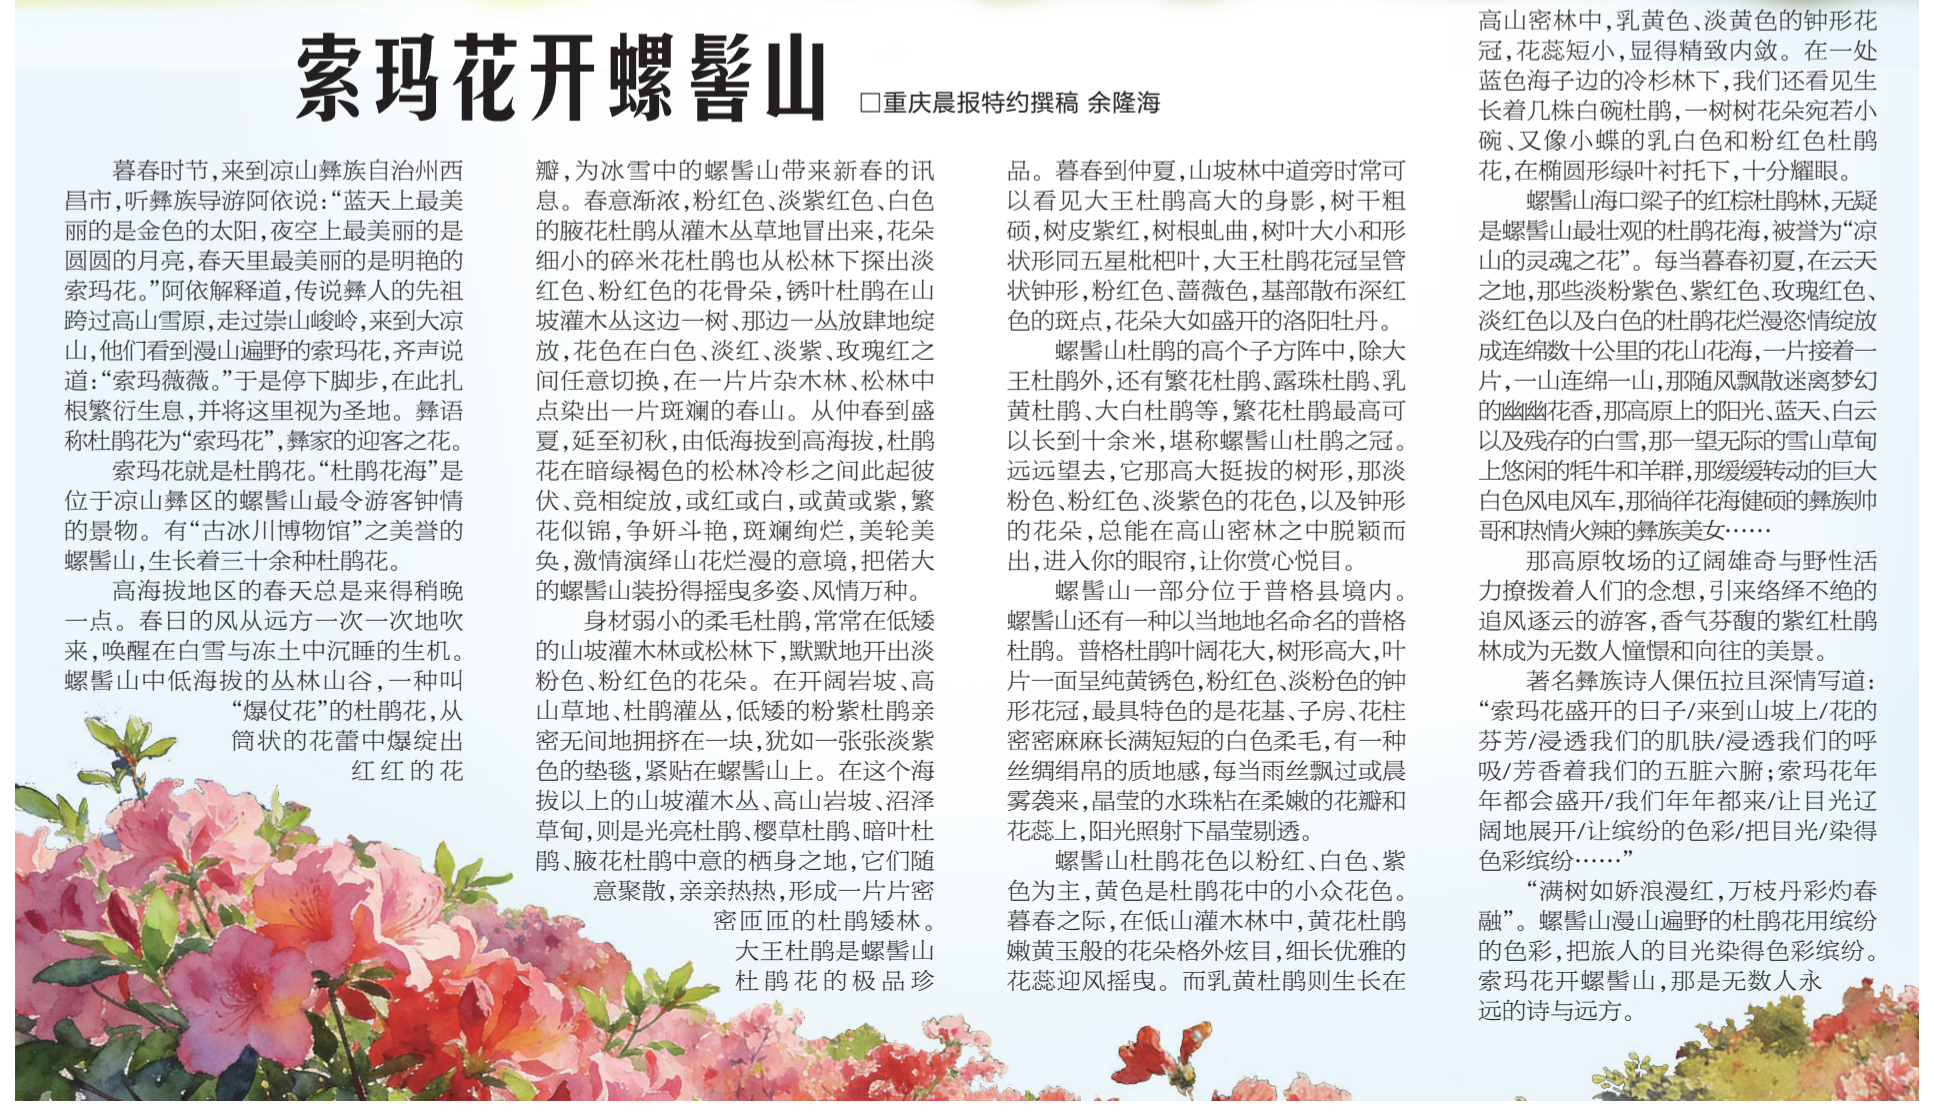 索玛花开螺髻山
□重庆晨报特约撰稿 余隆海
暮春时节，来到凉山彝族自治州西
昌市，听彝族导游阿依说：“蓝天上最美
丽的是金色的太阳，夜空上最美丽的是
圆圆的月亮，春天里最美丽的是明艳的
索玛花。”阿依解释道，传说彝人的先祖
跨过高山雪原，走过崇山峻岭，来到大凉
山，他们看到漫山遍野的索玛花，齐声说
道：“索玛薇薇。”于是停下脚步，在此扎
根繁衍生息，并将这里视为圣地。彝语
称杜鹃花为“索玛花”，彝家的迎客之花。
索玛花就是杜鹃花。“杜鹃花海”是
位于凉山彝区的螺髻山最令游客钟情
的景物。有“古冰川博物馆”之美誉的
螺髻山，生长着三十余种杜鹃花。
高海拔地区的春天总是来得稍晚
一点。春日的风从远方一次一次地吹
来，唤醒在白雪与冻土中沉睡的生机。
螺髻山中低海拔的丛林山谷，一种叫
“爆仗花”的杜鹃花，从
筒状的花蕾中爆绽出
红红的花
瓣，为冰雪中的螺髻山带来新春的讯
息。春意渐浓，粉红色、淡紫红色、白色
的腋花杜鹃从灌木丛草地冒出来，花朵
细小的碎米花杜鹃也从松林下探出淡
红色、粉红色的花骨朵，锈叶杜鹃在山
坡灌木丛这边一树、那边一丛放肆地绽
放，花色在白色、淡红、淡紫、玫瑰红之
间任意切换，在一片片杂木林、松林中
点染出一片斑斓的春山。从仲春到盛
夏，延至初秋，由低海拔到高海拔，杜鹃
花在暗绿褐色的松林冷杉之间此起彼
伏、竞相绽放，或红或白，或黄或紫，繁
花似锦，争妍斗艳，斑斓绚烂，美轮美
奂，激情演绎山花烂漫的意境，把偌大
的螺髻山装扮得摇曳多姿、风情万种。
身材弱小的柔毛杜鹃，常常在低矮
的山坡灌木林或松林下，默默地开出淡
粉色、粉红色的花朵。在开阔岩坡、高
山草地、杜鹃灌丛，低矮的粉紫杜鹃亲
密无间地拥挤在一块，犹如一张张淡紫
色的垫毯，紧贴在螺髻山上。在这个海
拔以上的山坡灌木丛、高山岩坡、沼泽
草甸，则是光亮杜鹃、樱草杜鹃、暗叶杜
鹃、腋花杜鹃中意的栖身之地，它们随
意聚散，亲亲热热，形成一片片密
密匝匝的杜鹃矮林。
大王杜鹃是螺髻山
杜鹃花的极品珍
品。暮春到仲夏，山坡林中道旁时常可
以看见大王杜鹃高大的身影，树干粗
硕，树皮紫红，树根虬曲，树叶大小和形
状形同五星枇杷叶，大王杜鹃花冠呈管
状钟形，粉红色、蔷薇色，基部散布深红
色的斑点，花朵大如盛开的洛阳牡丹。
螺髻山杜鹃的高个子方阵中，除大
王杜鹃外，还有繁花杜鹃、露珠杜鹃、乳
黄杜鹃、大白杜鹃等，繁花杜鹃最高可
以长到十余米，堪称螺髻山杜鹃之冠。
远远望去，它那高大挺拔的树形，那淡
粉色、粉红色、淡紫色的花色，以及钟形
的花朵，总能在高山密林之中脱颖而
出，进入你的眼帘，让你赏心悦目。
螺髻山一部分位于普格县境内。
螺髻山还有一种以当地地名命名的普格
杜鹃。普格杜鹃叶阔花大，树形高大，叶
片一面呈纯黄锈色，粉红色、淡粉色的钟
形花冠，最具特色的是花基、子房、花柱
密密麻麻长满短短的白色柔毛，有一种
丝绸绢帛的质地感，每当雨丝飘过或晨
雾袭来，晶莹的水珠粘在柔嫩的花瓣和
花蕊上，阳光照射下晶莹剔透。
螺髻山杜鹃花色以粉红、白色、紫
色为主，黄色是杜鹃花中的小众花色。
暮春之际，在低山灌木林中，黄花杜鹃
嫩黄玉般的花朵格外炫目，细长优雅的
花蕊迎风摇曳。而乳黄杜鹃则生长在
高山密林中，乳黄色、淡黄色的钟形花
冠，花蕊短小，显得精致内敛。在一处
蓝色海子边的冷杉林下，我们还看见生
长着几株白碗杜鹃，一树树花朵宛若小
碗、又像小蝶的乳白色和粉红色杜鹃
花，在椭圆形绿叶衬托下，十分耀眼。
螺髻山海口梁子的红棕杜鹃林，无疑
是螺髻山最壮观的杜鹃花海，被誉为“凉
山的灵魂之花”。每当暮春初夏，在云天
之地，那些淡粉紫色、紫红色、玫瑰红色、
淡红色以及白色的杜鹃花烂漫恣情绽放
成连绵数十公里的花山花海，一片接着一
片，一山连绵一山，那随风飘散迷离梦幻
的幽幽花香，那高原上的阳光、蓝天、白云
以及残存的白雪，那一望无际的雪山草甸
上悠闲的牦牛和羊群，那缓缓转动的巨大
白色风电风车，那徜徉花海健硕的彝族帅
哥和热情火辣的彝族美女……
那高原牧场的辽阔雄奇与野性活
力撩拨着人们的念想，引来络绎不绝的
追风逐云的游客，香气芬馥的紫红杜鹃
林成为无数人憧憬和向往的美景。
著名彝族诗人倮伍拉且深情写道：
“索玛花盛开的日子/来到山坡上/花的
芬芳/浸透我们的肌肤/浸透我们的呼
吸/芳香着我们的五脏六腑；索玛花年
年都会盛开/我们年年都来/让目光辽
阔地展开/让缤纷的色彩/把目光/染得
色彩缤纷……”
“满树如娇浪漫红，万枝丹彩灼春
融”。螺髻山漫山遍野的杜鹃花用缤纷
的色彩，把旅人的目光染得色彩缤纷。
索玛花开螺髻山，那是无数人永
远的诗与远方。